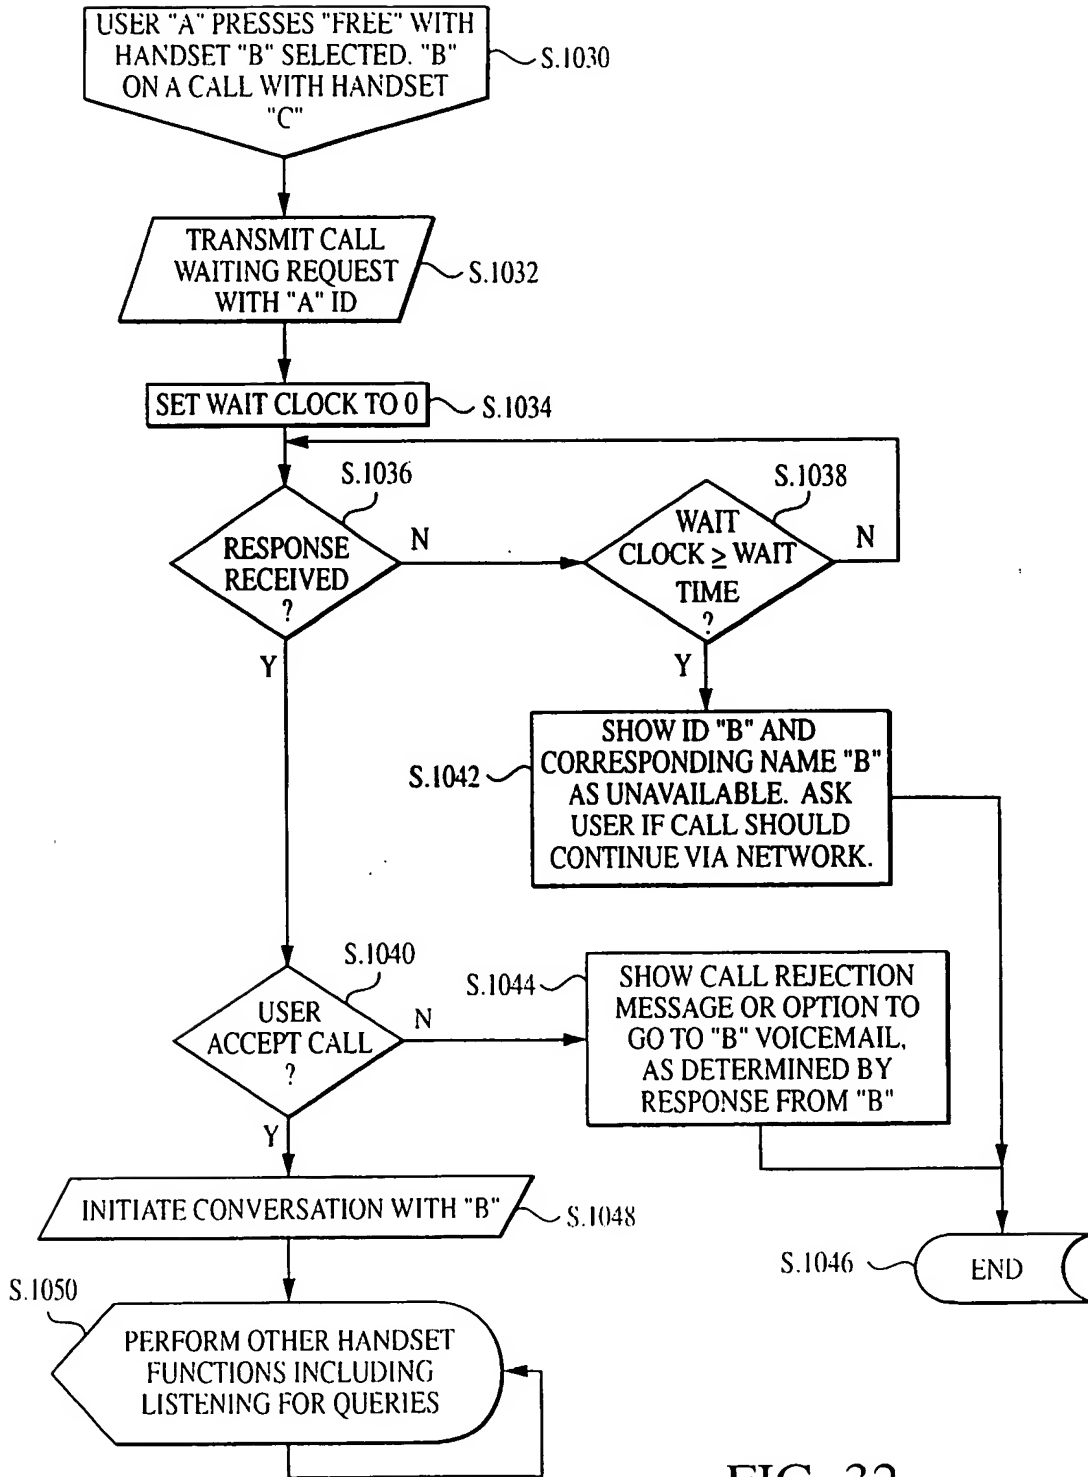 USER "A" PRESSES "FREE" WITH
HANDSET "B" SELECTED. "B"
ON A CALL WITH HANDSET
"C"
S.1030
TRANSMIT CALL
WAITING REQUEST
WITH "A" ID
S.1032
SET WAIT CLOCK TO 0
S.1034
S.1036
RESPONSE
RECEIVED
?
N
Y
S.1038
WAIT
CLOCK ≥ WAIT
TIME
?
N
Y
SHOW ID "B" AND
CORRESPONDING NAME "B"
AS UNAVAILABLE. ASK
USER IF CALL SHOULD
CONTINUE VIA NETWORK.
S.1042
S.1040
USER
ACCEPT CALL
?
N
Y
S.1044
SHOW CALL REJECTION
MESSAGE OR OPTION TO
GO TO "B" VOICEMAIL,
AS DETERMINED BY
RESPONSE FROM "B"
INITIATE CONVERSATION WITH "B"
S.1048
S.1046
END
S.1050
PERFORM OTHER HANDSET
FUNCTIONS INCLUDING
LISTENING FOR QUERIES
FIG. 32